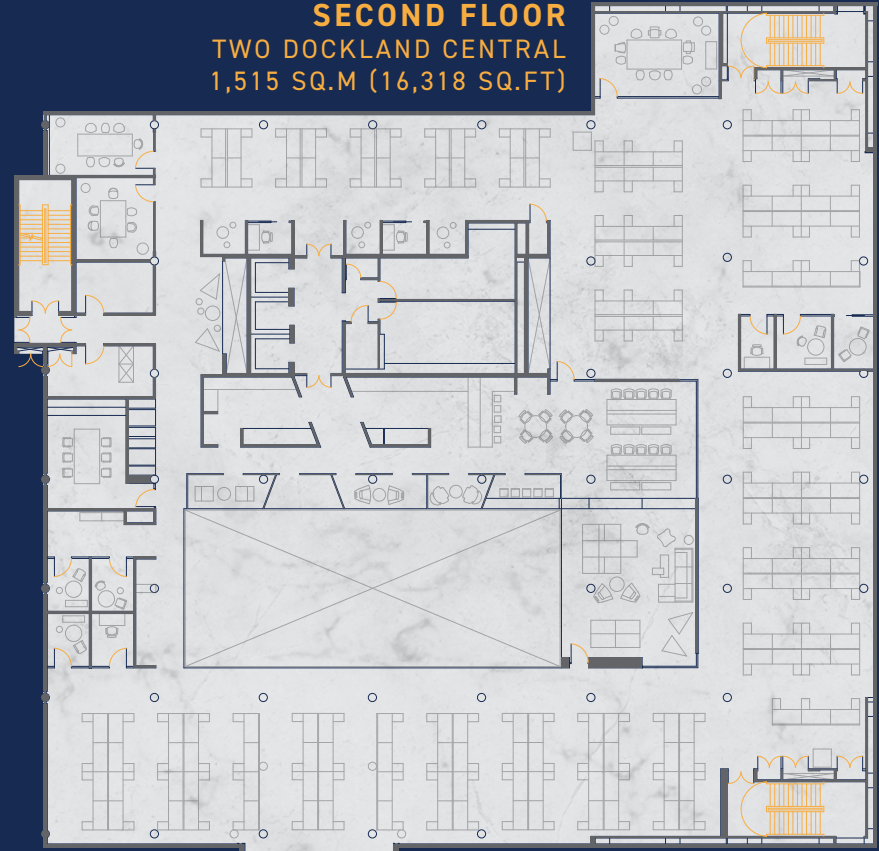 SECOND FLOOR
TWO DOCKLAND CENTRAL
1,515 SQ.M (16,318 SQ.FT)